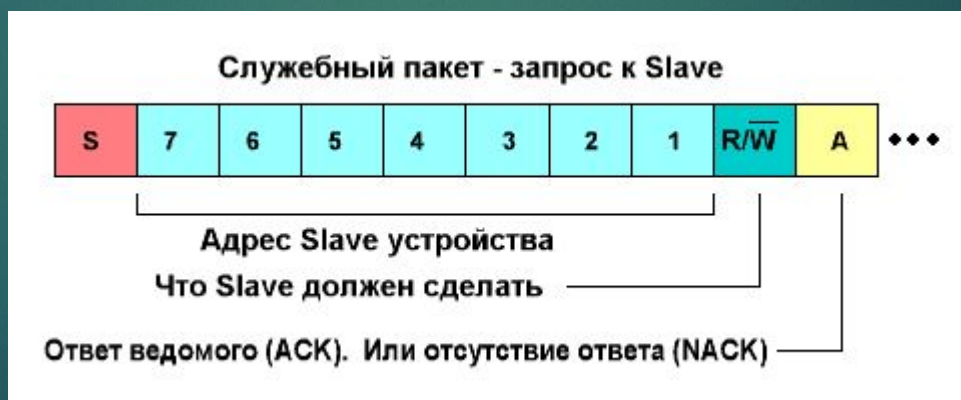 Служебный пакет - запрос к Slave
S 7 6 5 4 3 2 1 R/W̅ A •••
Адрес Slave устройства
Что Slave должен сделать
Ответ ведомого (ACK). Или отсутствие ответа (NACK)